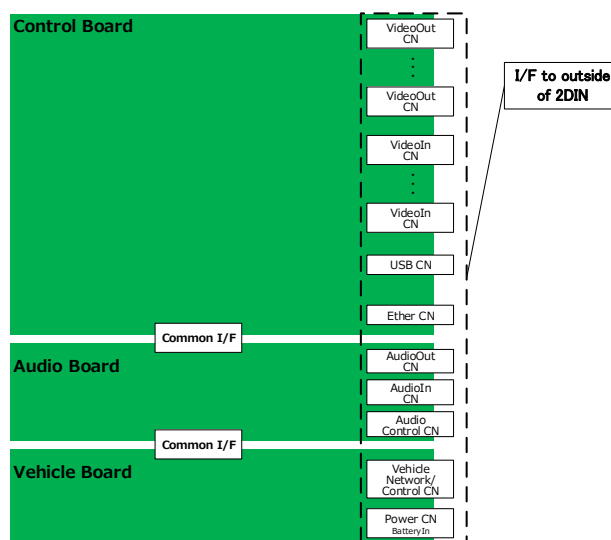 Control Board
VideoOut
CN
VideoOut
CN
VideoIn
CN
VideoIn
CN
USB CN
Ether CN
I/F to outside
of 2DIN
Common I/F
Audio Board
AudioOut
CN
AudioIn
CN
Audio
Control CN
Common I/F
Vehicle Board
Vehicle
Network/
Control CN
Power CN
BatteryIn